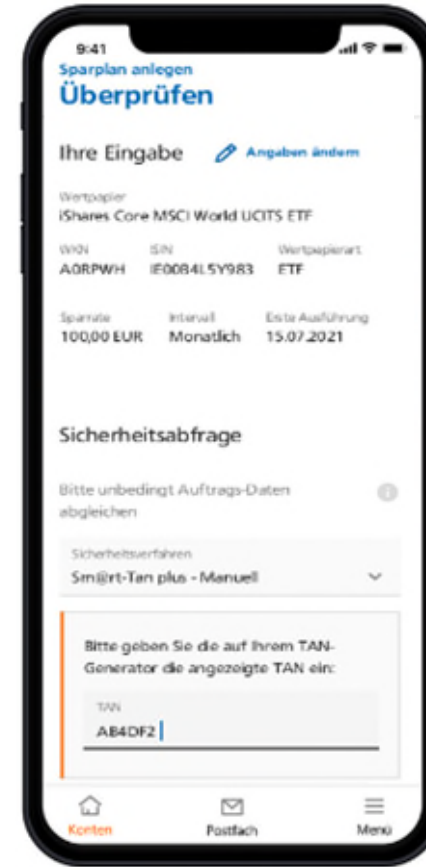 9:41
Sparplan anlegen
Überprüfen
Ihre Eingabe Angaben ändern
Wertpapier
iShares Core MSCI World UCITS ETF
WKN ISIN Wertpapierart
A0RPWH IE00B4L5Y983 ETF
Sparrate Intervall Erste Ausführung
100,00 EUR Monatlich 15.07.2021
Sicherheitsabfrage
Bitte unbedingt Auftrags-Daten
abgleichen
Sicherheitsverfahren
Sm@rt-Tan plus - Manuell
Bitte geben Sie die auf Ihrem TAN-
Generator die angezeigte TAN ein:
TAN
AB4DF2
Konten Postfach Menü